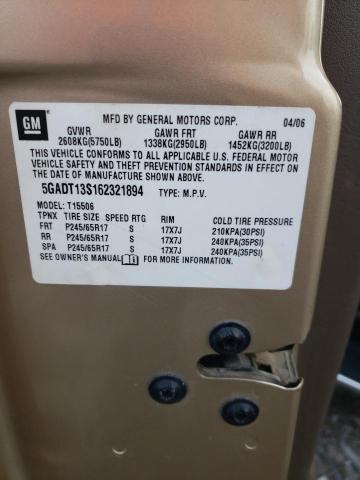 GM
MFD BY GENERAL MOTORS CORP. 04/06
GVWR GAWR FRT GAWR RR
2608KG(5750LB) 1338KG(2950LB) 1452KG(3200LB)
THIS VEHICLE CONFORMS TO ALL APPLICABLE U.S. FEDERAL MOTOR
VEHICLE SAFETY AND THEFT PREVENTION STANDARDS IN EFFECT ON
THE DATE OF MANUFACTURE SHOWN ABOVE.
5GADT13S162321894 TYPE: M.P.V.
MODEL: T15506
TPNX TIRE SIZE SPEED RTG RIM COLD TIRE PRESSURE
FRT P245/65R17 S 17X7J 210KPA(30PSI)
RR P245/65R17 S 17X7J 240KPA(35PSI)
SPA P245/65R17 S 17X7J 240KPA(35PSI)
SEE OWNER'S MANUAL FOR MORE INFORMATION.